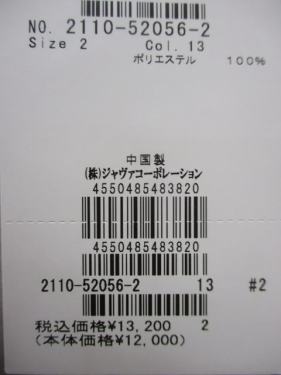 NO. 2110-52056-2
Size 2 Col. 13
ポリエステル 100%
中国製
(株)ジャヴァコーポレーション
4550485483820
4550485483820
2110-52056-2 13 #2
税込価格¥13,200 2
(本体価格¥12,000)